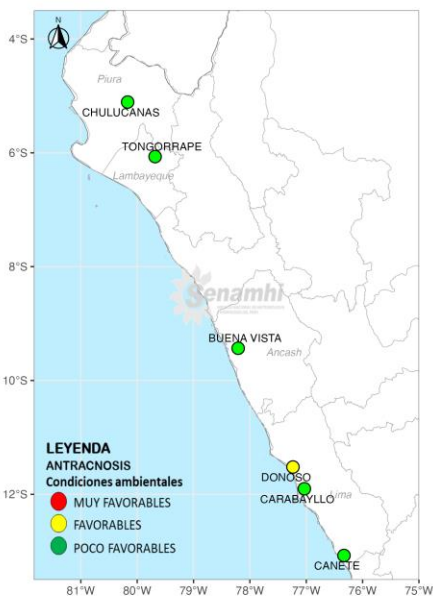 4°S
N
Piura
CHULUCANAS
TONGORRAPE
6°S
Lambayeque
8°S
Senamhi
BUENA VISTA
Ancash
10°S
LEYENDA
ANTRACNOSIS
Condiciones ambientales
MUY FAVORABLES
FAVORABLES
POCO FAVORABLES
DONOSO
CARABAYLLO
Lima
12°S
CANETE
81°W 80°W 79°W 78°W 77°W 76°W 75°W